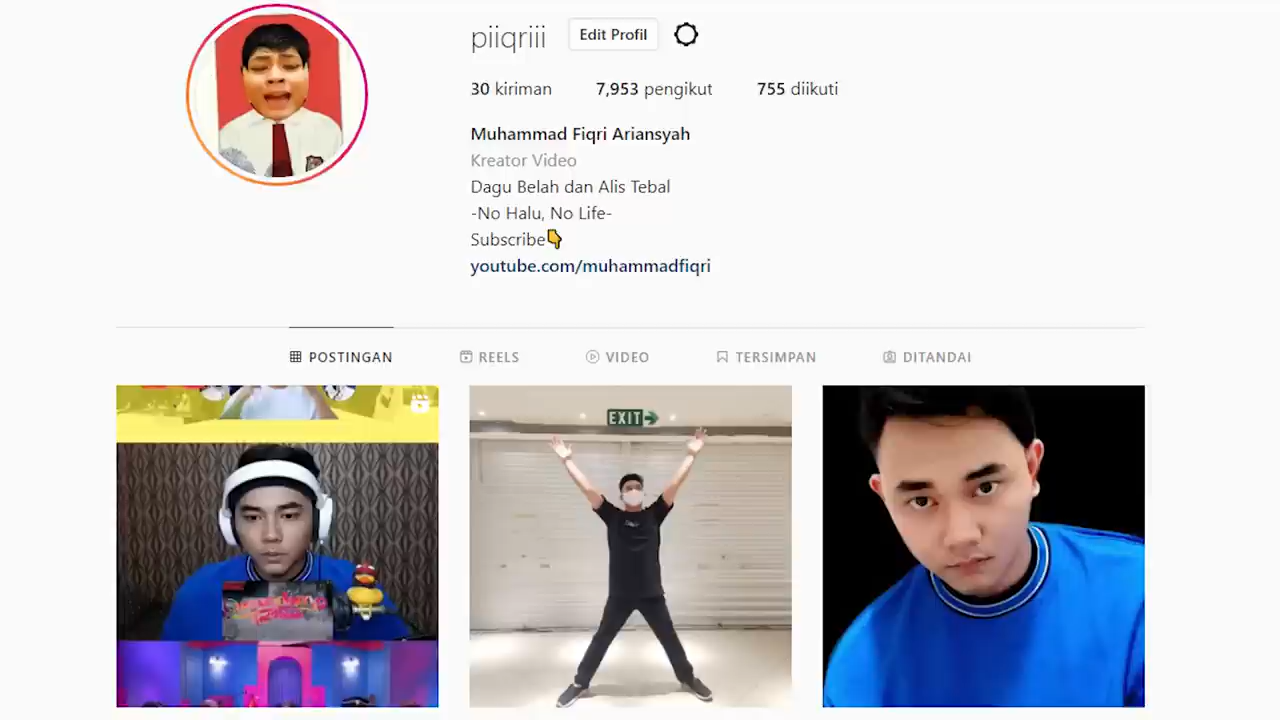 piiqriii Edit Profil
30 kiriman 7,953 pengikut 755 diikuti
Muhammad Fiqri Ariansyah
Kreator Video
Dagu Belah dan Alis Tebal
-No Halu, No Life-
Subscribe👇
youtube.com/muhammadfiqri
POSTINGAN REELS VIDEO TERSIMPAN DITANDAI
EXIT